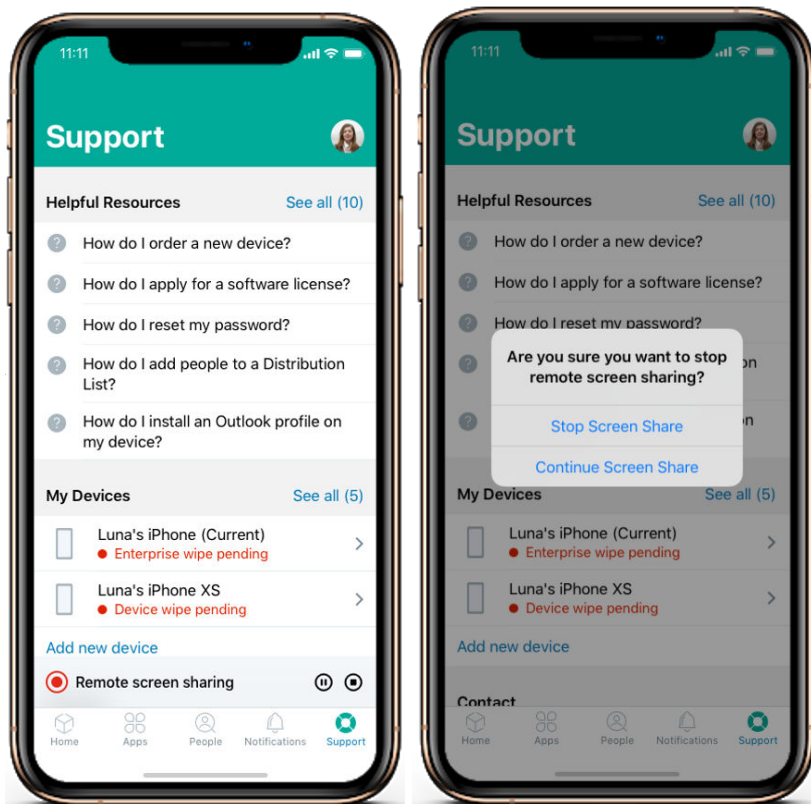 11:11
Support
Helpful Resources
See all (10)
How do I order a new device?
How do I apply for a software license?
How do I reset my password?
How do I add people to a Distribution
List?
How do I install an Outlook profile on
my device?
My Devices
See all (5)
Luna's iPhone (Current)
Enterprise wipe pending
Luna's iPhone XS
Device wipe pending
Add new device
Remote screen sharing
Home
Apps
People
Notifications
Support
11:11
Support
Helpful Resources
See all (10)
How do I order a new device?
How do I apply for a software license?
How do I reset my password?
Are you sure you want to stop
remote screen sharing?
Stop Screen Share
Continue Screen Share
My Devices
See all (5)
Luna's iPhone (Current)
Enterprise wipe pending
Luna's iPhone XS
Device wipe pending
Add new device
Contact
Home
Apps
People
Notifications
Support